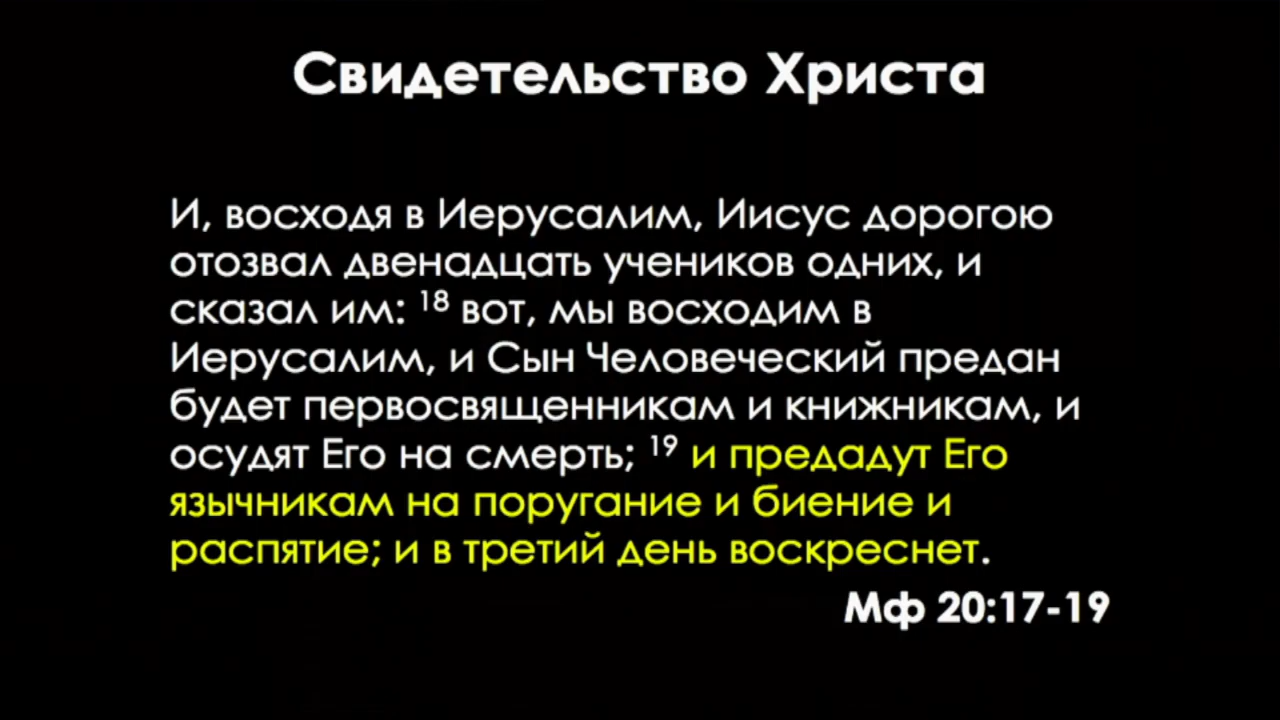 Свидетельство Христа
И, восходя в Иерусалим, Иисус дорогою
отозвал двенадцать учеников одних, и
сказал им: 18 вот, мы восходим в
Иерусалим, и Сын Человеческий предан
будет первосвященникам и книжникам, и
осудят Его на смерть; 19 и предадут Его
язычникам на поругание и биение и
распятие; и в третий день воскреснет.
Мф 20:17-19